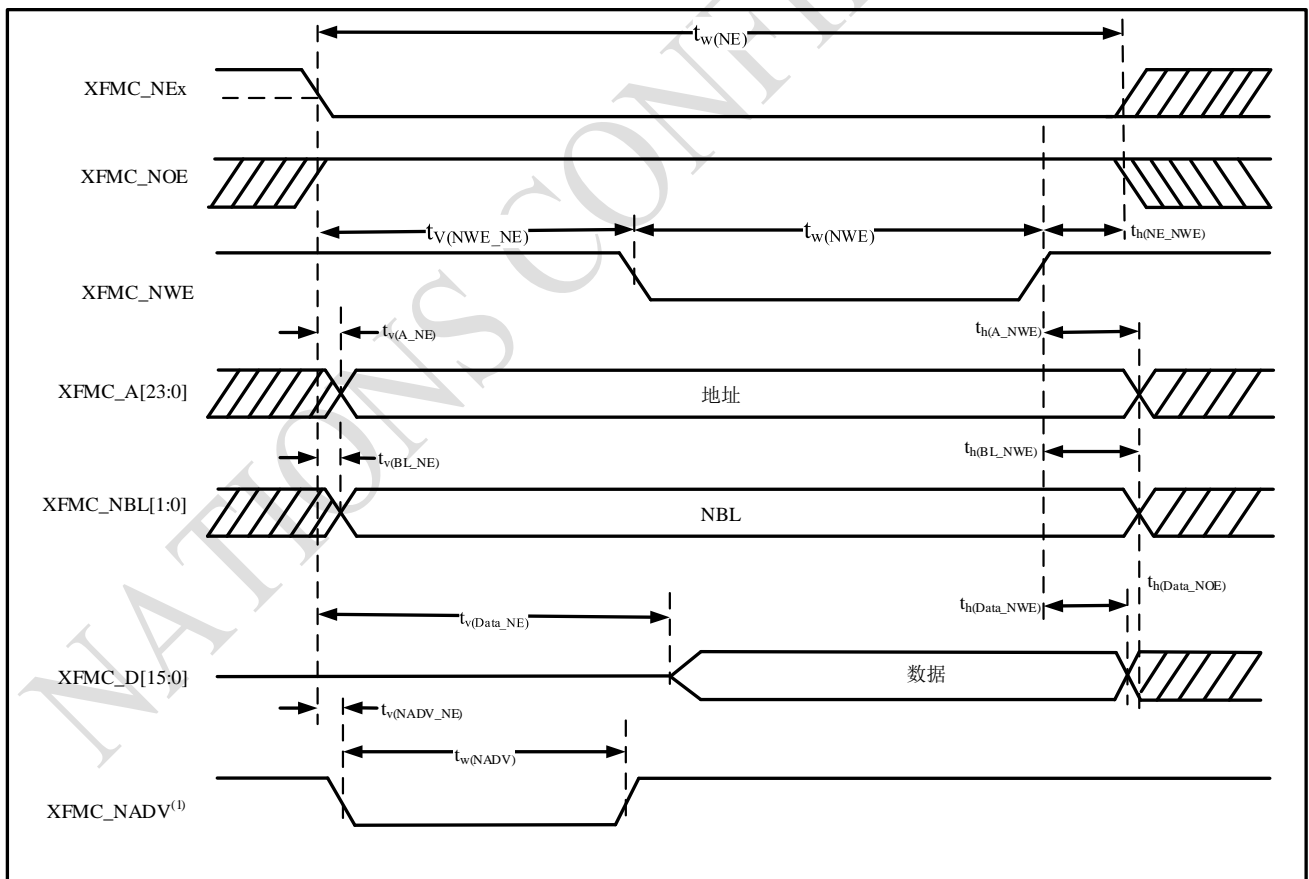 tw(NE)
XFMC_NEx
XFMC_NOE
tV(NWE_NE)
tw(NWE)
th(NE_NWE)
XFMC_NWE
tv(A_NE)
th(A_NWE)
XFMC_A[23:0]
地址
tv(BL_NE)
th(BL_NWE)
XFMC_NBL[1:0]
NBL
tv(Data_NE)
th(Data_NWE)
th(Data_NOE)
XFMC_D[15:0]
数据
tv(NADV_NE)
tw(NADV)
XFMC_NADV(1)
NATIONS CONFI